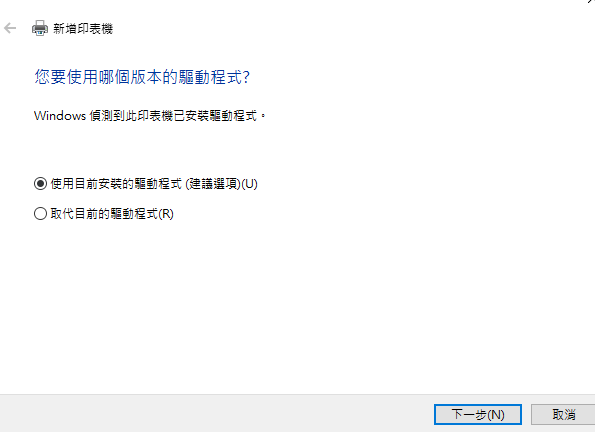 新增印表機
您要使用哪個版本的驅動程式?
Windows 偵測到此印表機已安裝驅動程式。
使用目前安裝的驅動程式 (建議選項)(U)
取代目前的驅動程式(R)
下一步(N)
取消